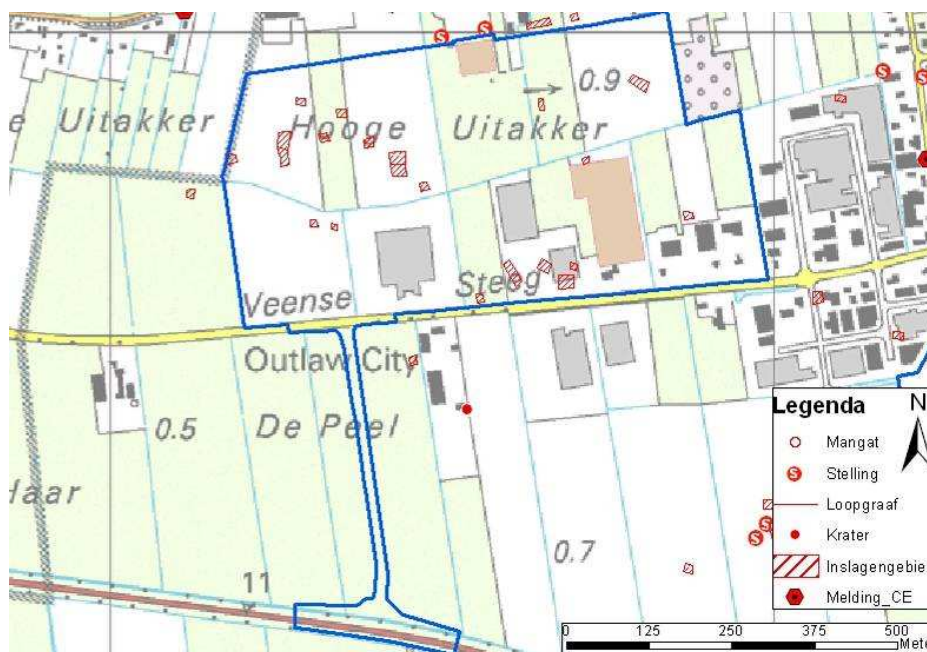 e Uitakker
Hooge Uitakker
0.9
Veense Steeg
Outlaw City
0.5
De Peel
Haar
0.7
11
Legenda
N
Mangat
S Stelling
Loopgraaf
Krater
Inslagengebie
Melding_CE
0 125 250 375 500
Mete